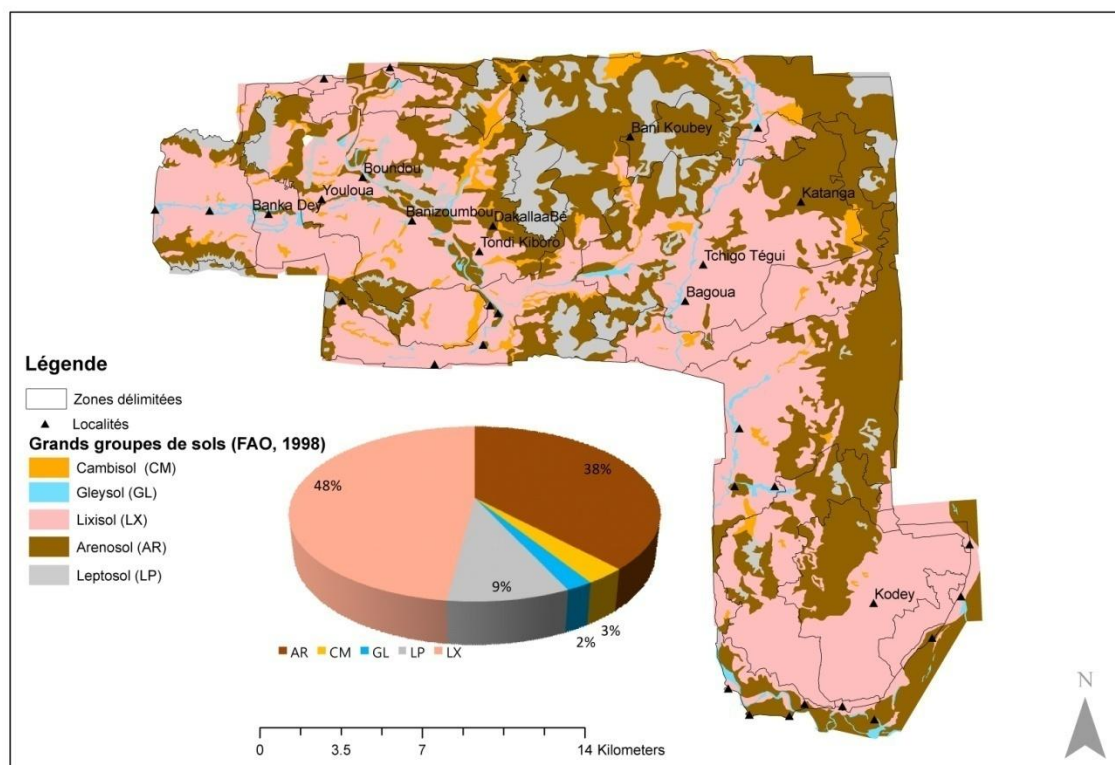 Bani Koubey
Boundou
Youloua
Katanga
Banka Dey
Banizoumbou
DakallaaBé
Tondi Kiboro
Tchigo Tégui
Bagoua
Kodey
Légende
Zones délimitées
Localités
Grands groupes de sols (FAO, 1998)
Cambisol (CM)
Gleysol (GL)
Lixisol (LX)
Arenosol (AR)
Leptosol (LP)
48%
38%
9%
2%
3%
AR CM GL LP LX
0 3.5 7 14 Kilometers
N